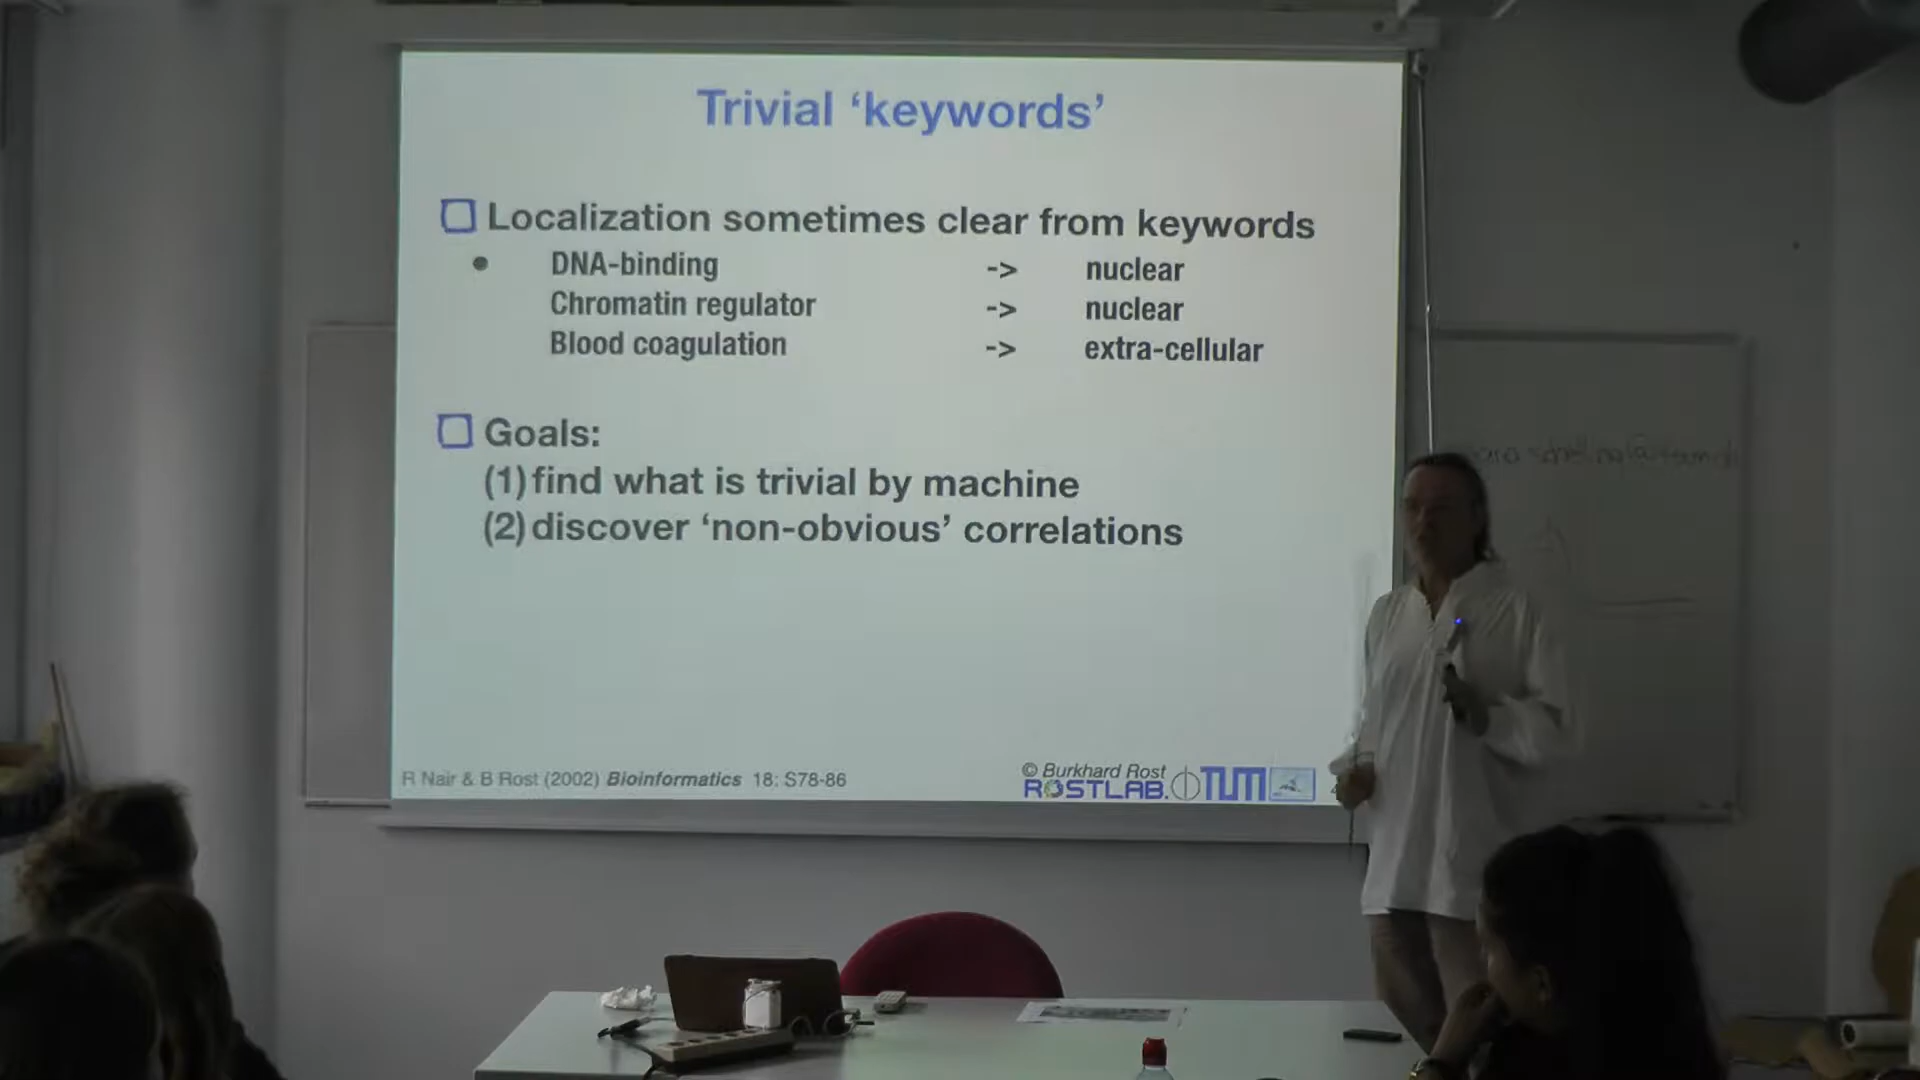 Trivial ‘keywords’
Localization sometimes clear from keywords
DNA-binding -> nuclear
Chromatin regulator -> nuclear
Blood coagulation -> extra-cellular
Goals:
(1) find what is trivial by machine
(2) discover ‘non-obvious’ correlations
R Nair & B Rost (2002) Bioinformatics 18: S78-86
© Burkhard Rost
ROSTLAB. TUM